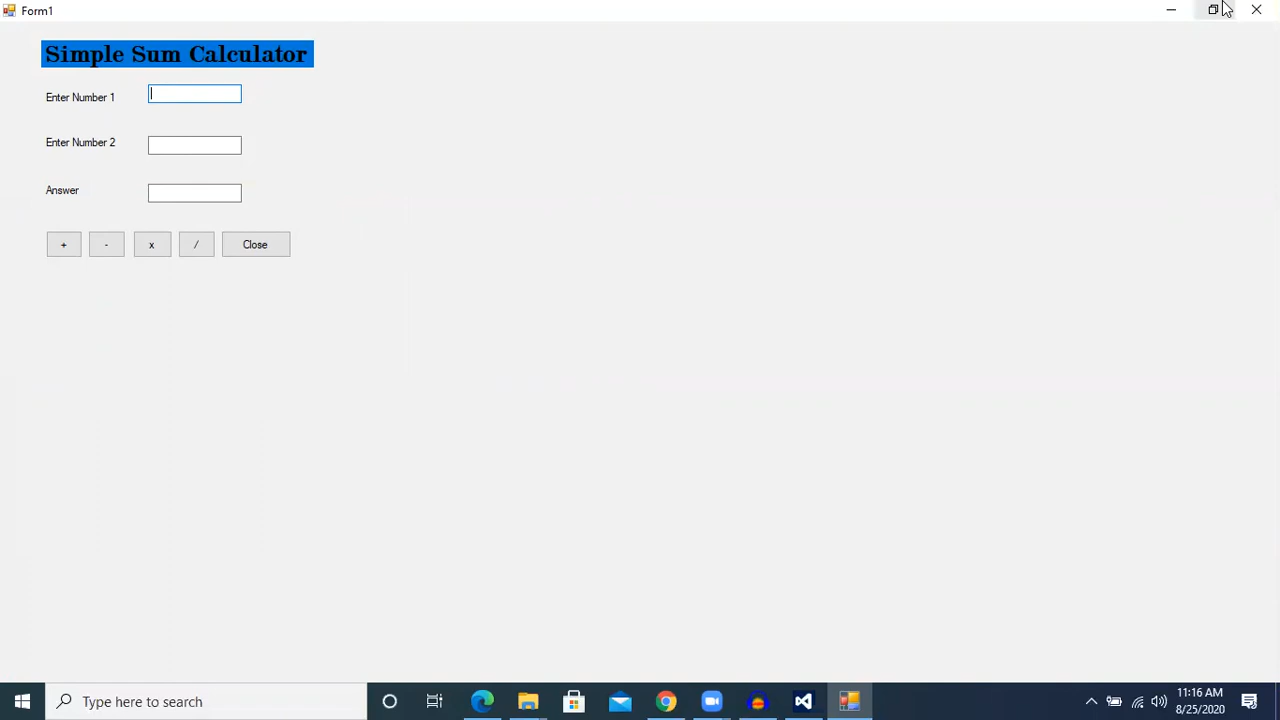 Form1
Simple Sum Calculator
Enter Number 1
Enter Number 2
Answer
+ - x / Close
Type here to search
11:16 AM
8/25/2020